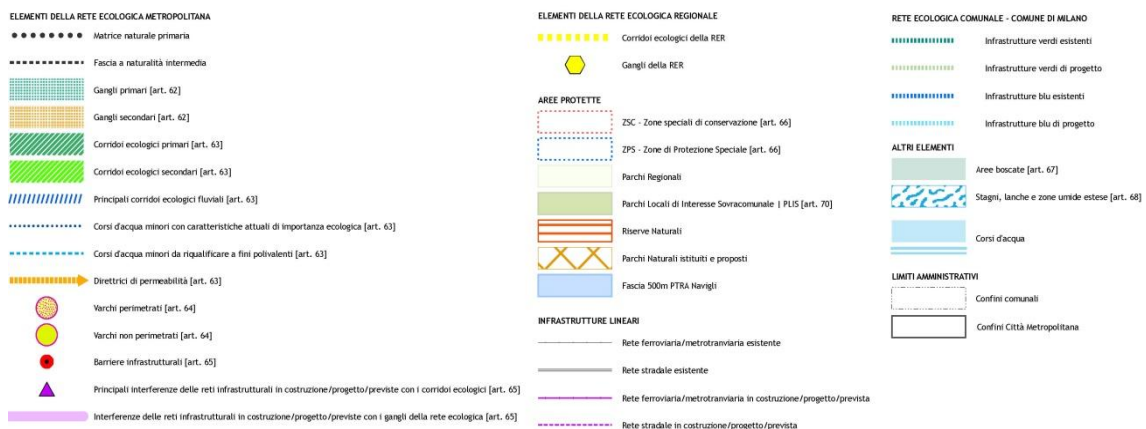 ELEMENTI DELLA RETE ECOLOGICA METROPOLITANA
Matrice naturale primaria
Fascia a naturalità intermedia
Gangli primari [art. 62]
Gangli secondari [art. 62]
Corridoi ecologici primari [art. 63]
Corridoi ecologici secondari [art. 63]
Principali corridoi ecologici fluviali [art. 63]
Corsi d'acqua minori con caratteristiche attuali di importanza ecologica [art. 63]
Corsi d'acqua minori da riqualificare a fini polivalenti [art. 63]
Direttrici di permeabilità [art. 63]
Varchi perimetrati [art. 64]
Varchi non perimetrati [art. 64]
Barriere infrastrutturali [art. 65]
Principali interferenze delle reti infrastrutturali in costruzione/progetto/previste con i corridoi ecologici [art. 65]
Interferenze delle reti infrastrutturali in costruzione/progetto/previste con i gangli della rete ecologica [art. 65]
ELEMENTI DELLA RETE ECOLOGICA REGIONALE
Corridoi ecologici della RER
Gangli della RER
AREE PROTETTE
ZSC - Zone speciali di conservazione [art. 66]
ZPS - Zone di Protezione Speciale [art. 66]
Parchi Regionali
Parchi Locali di Interesse Sovracomunale | PLIS [art. 70]
Riserve Naturali
Parchi Naturali istituiti e proposti
Fascia 500m PTRA Navigli
INFRASTRUTTURE LINEARI
Rete ferroviaria/metrotranviaria esistente
Rete stradale esistente
Rete ferroviaria/metrotranviaria in costruzione/progetto/prevista
Rete stradale in costruzione/progetto/prevista
RETE ECOLOGICA COMUNALE - COMUNE DI MILANO
Infrastrutture verdi esistenti
Infrastrutture verdi di progetto
Infrastrutture blu esistenti
Infrastrutture blu di progetto
ALTRI ELEMENTI
Aree boscate [art. 67]
Stagni, lanche e zone umide estese [art. 68]
Corsi d'acqua
LIMITI AMMINISTRATIVI
Confini comunali
Confini Città Metropolitana